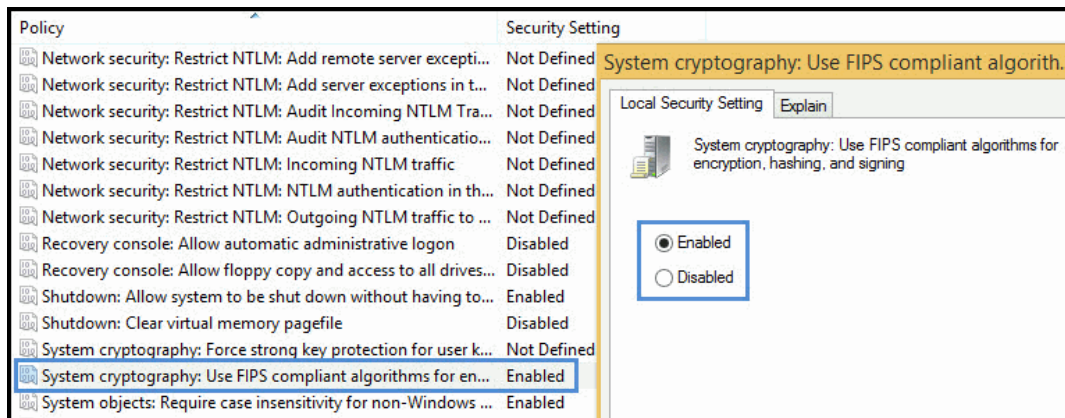 Policy Security Setting
Network security: Restrict NTLM: Add remote server excepti... Not Defined
Network security: Restrict NTLM: Add server exceptions in t... Not Defined
Network security: Restrict NTLM: Audit Incoming NTLM Tra... Not Defined
Network security: Restrict NTLM: Audit NTLM authenticatio... Not Defined
Network security: Restrict NTLM: Incoming NTLM traffic Not Defined
Network security: Restrict NTLM: NTLM authentication in th... Not Defined
Network security: Restrict NTLM: Outgoing NTLM traffic to ... Not Defined
Recovery console: Allow automatic administrative logon Disabled
Recovery console: Allow floppy copy and access to all drives... Disabled
Shutdown: Allow system to be shut down without having to... Enabled
Shutdown: Clear virtual memory pagefile Disabled
System cryptography: Force strong key protection for user k... Not Defined
System cryptography: Use FIPS compliant algorithms for en... Enabled
System objects: Require case insensitivity for non-Windows ... Enabled
System cryptography: Use FIPS compliant algorith...
Local Security Setting Explain
System cryptography: Use FIPS compliant algorithms for
encryption, hashing, and signing
Enabled
Disabled